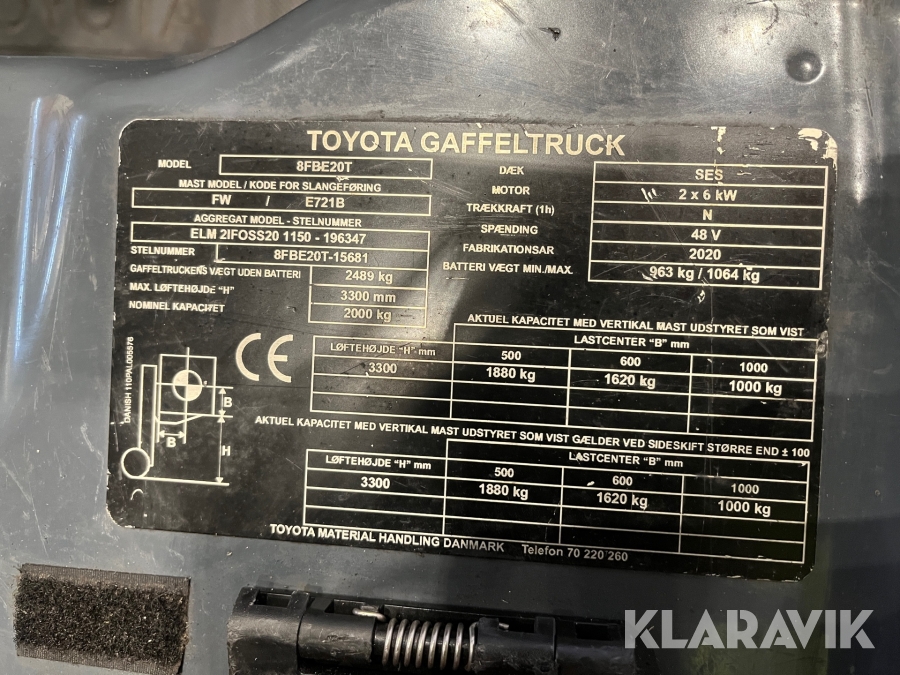 TOYOTA GAFFELTRUCK
MODEL 8FBE20T
MAST MODEL / KODE FOR SLANGEFØRING
FW / E721B
AGGREGAT MODEL - STELNUMMER
ELM 2IFOSS20 1150 - 196347
STELNUMMER 8FBE20T-15681
GAFFELTRUCKENS VÆGT UDEN BATTERI 2489 kg
MAX. LØFTEHØJDE "H" 3300 mm
NOMINEL KAPACITET 2000 kg
DÆK SES
MOTOR 2 x 6 kW
TRÆKKRAFT (1h) N
SPÆNDING 48 V
FABRIKATIONSAR 2020
BATTERI VÆGT MIN./MAX. 963 kg / 1064 kg
AKTUEL KAPACITET MED VERTIKAL MAST UDSTYRET SOM VIST
LØFTEHØJDE "H" mm LASTCENTER "B" mm
500 600 1000
3300 1880 kg 1620 kg 1000 kg
AKTUEL KAPACITET MED VERTIKAL MAST UDSTYRET SOM VIST GÆLDER VED SIDESKIFT STØRRE END ± 100
LØFTEHØJDE "H" mm LASTCENTER "B" mm
500 600 1000
3300 1880 kg 1620 kg 1000 kg
CE
DANISH 110PAL005578
B
B
H
TOYOTA MATERIAL HANDLING DANMARK Telefon 70 220 260
KLARAVIK